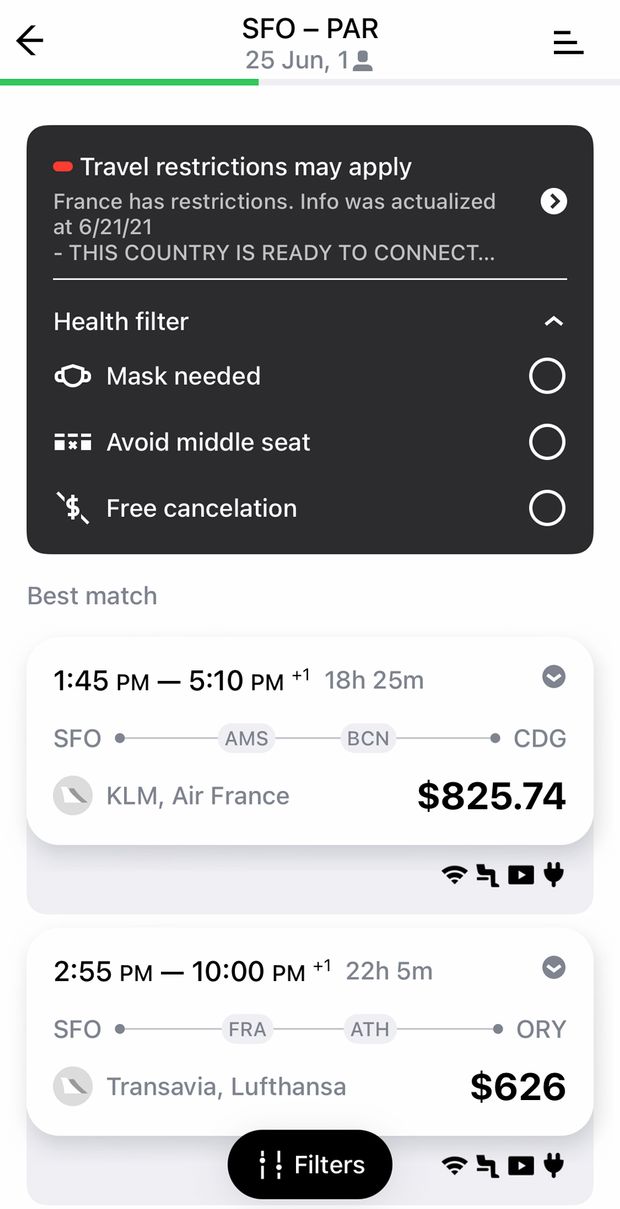 SFO – PAR
25 Jun, 1
Travel restrictions may apply
France has restrictions. Info was actualized
at 6/21/21
- THIS COUNTRY IS READY TO CONNECT...
Health filter
Mask needed
Avoid middle seat
Free cancelation
Best match
1:45 PM — 5:10 PM +1 18h 25m
SFO AMS BCN CDG
KLM, Air France $825.74
2:55 PM — 10:00 PM +1 22h 5m
SFO FRA ATH ORY
Transavia, Lufthansa $626
Filters